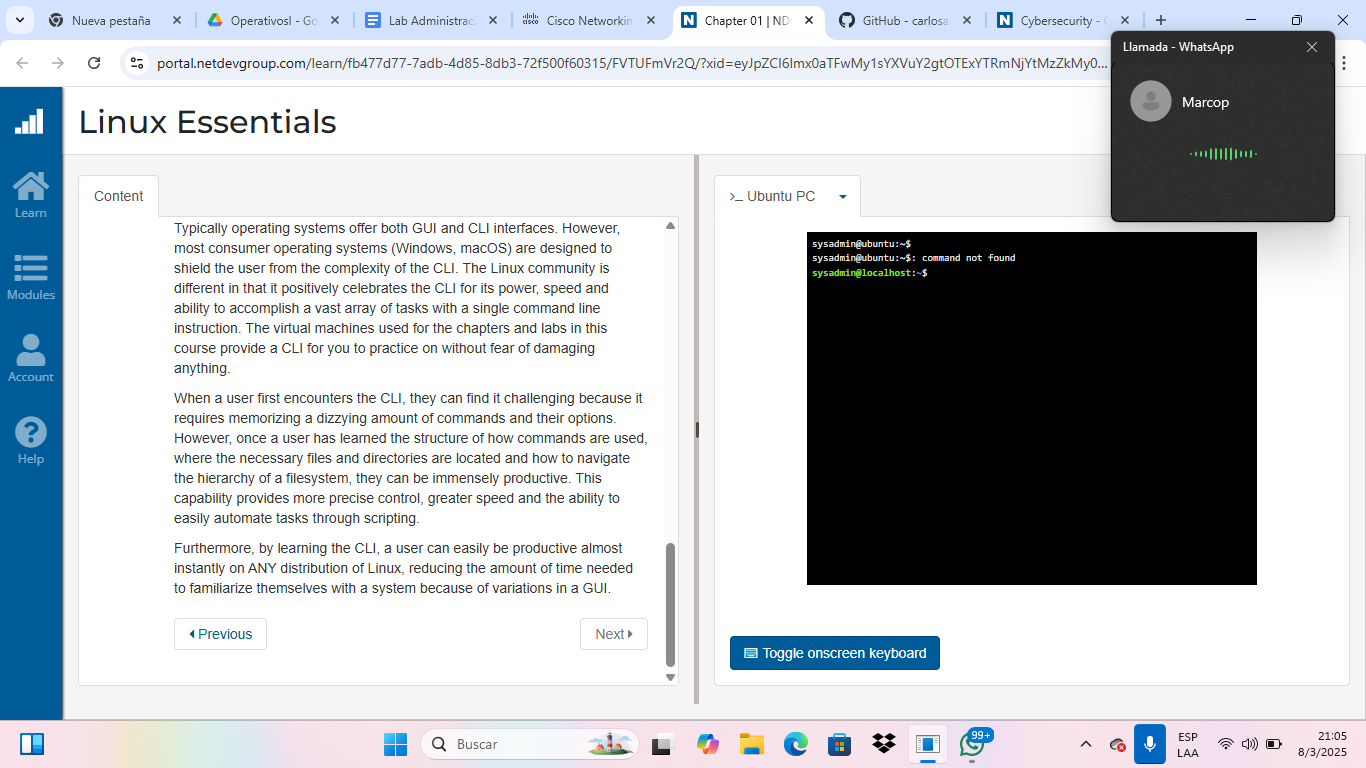 Nueva pestaña
OperativosI - Go
Lab Administrac
Cisco Networkin
Chapter 01 | ND
GitHub - carlosa
Cybersecurity -
portal.netdevgroup.com/learn/fb477d77-7adb-4d85-8db3-72f500f60315/FVTUFmVr2Q/?xid=eyJpZCI6Imx0aTFwMy1sYXVuY2gtOTExYTRmNjYtMzZkMy0...
Llamada - WhatsApp
Marcop
Linux Essentials
Learn
Modules
Account
Help
Content
Typically operating systems offer both GUI and CLI interfaces. However,
most consumer operating systems (Windows, macOS) are designed to
shield the user from the complexity of the CLI. The Linux community is
different in that it positively celebrates the CLI for its power, speed and
ability to accomplish a vast array of tasks with a single command line
instruction. The virtual machines used for the chapters and labs in this
course provide a CLI for you to practice on without fear of damaging
anything.
When a user first encounters the CLI, they can find it challenging because it
requires memorizing a dizzying amount of commands and their options.
However, once a user has learned the structure of how commands are used,
where the necessary files and directories are located and how to navigate
the hierarchy of a filesystem, they can be immensely productive. This
capability provides more precise control, greater speed and the ability to
easily automate tasks through scripting.
Furthermore, by learning the CLI, a user can easily be productive almost
instantly on ANY distribution of Linux, reducing the amount of time needed
to familiarize themselves with a system because of variations in a GUI.
Previous
Next
>_ Ubuntu PC
sysadmin@ubuntu:~$
sysadmin@ubuntu:~$: command not found
sysadmin@localhost:~$
Toggle onscreen keyboard
Buscar
99+
ESP
LAA
21:05
8/3/2025